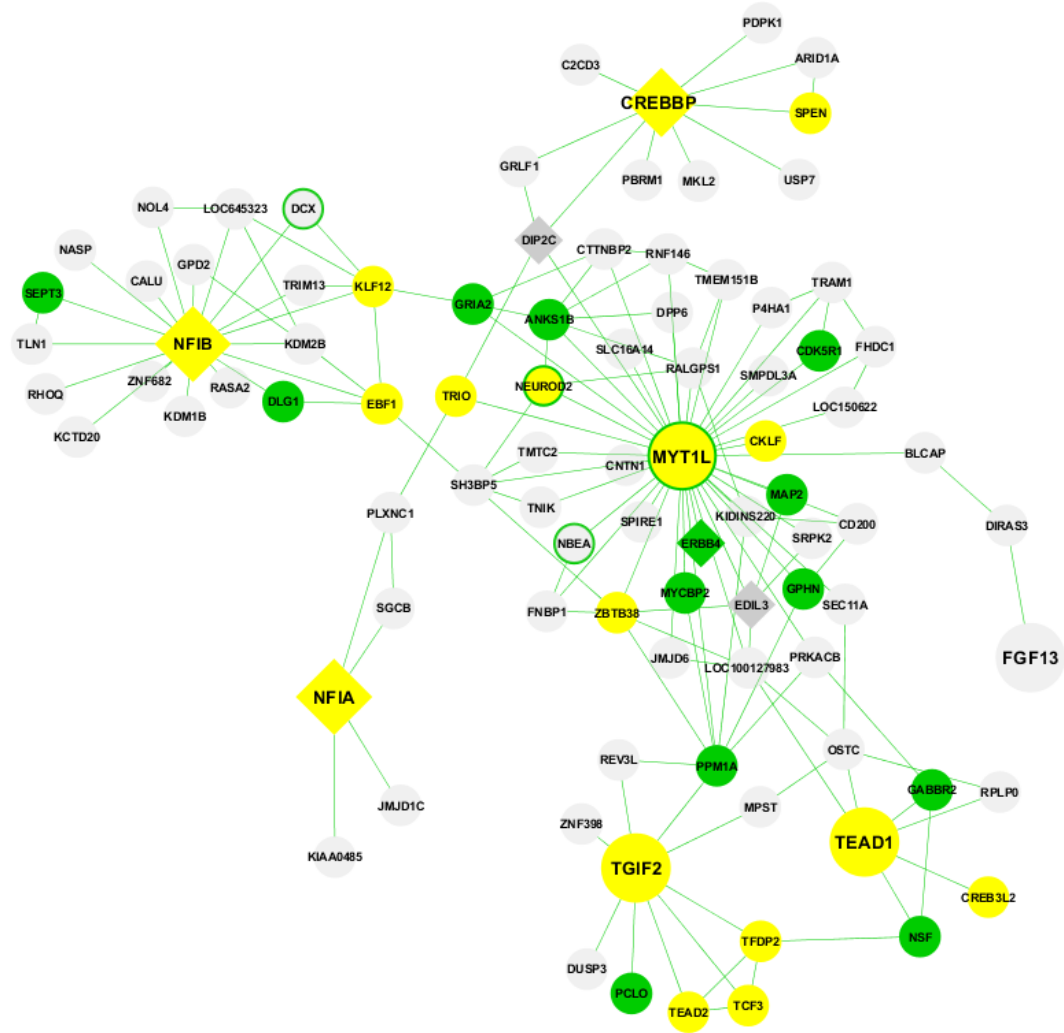 PDPK1
ARID1A
C2CD3
CREBBP
SPEN
GRLF1
PBRM1
MKL2
USP7
NOL4
LOC645323
DCX
DIP2C
NASP
CTTNBP2
RNF146
GPD2
CALU
TRIM13
KLF12
TMEM151B
TRAM1
SEPT3
GRIA2
ANKS1B
DPP6
P4HA1
TLN1
NFIB
KDM2B
SLC16A14
CDK5R1
FHDC1
RALGPS1
SMPDL3A
ZNF682
RASA2
RHOQ
NEUROD2
TRIO
DLG1
EBF1
LOC150622
KDM1B
KCTD20
CKLF
TMTC2
MYT1L
BLCAP
CNTN1
SH3BP5
MAP2
TNIK
PLXNC1
SPIRE1
KIDINS220
CD200
DIRAS3
NBEA
ERBB4
SRPK2
MYCBP2
GPHN
SGCB
FNBP1
ZBTB38
EDIL3
SEC11A
JMJD6
LOC100127983
PRKACB
FGF13
NFIA
REV3L
PPM1A
OSTC
GABBR2
RPLP0
JMJD1C
MPST
ZNF398
TEAD1
KIAA0485
TGIF2
CREB3L2
TFDP2
NSF
DUSP3
PCLO
TEAD2
TCF3